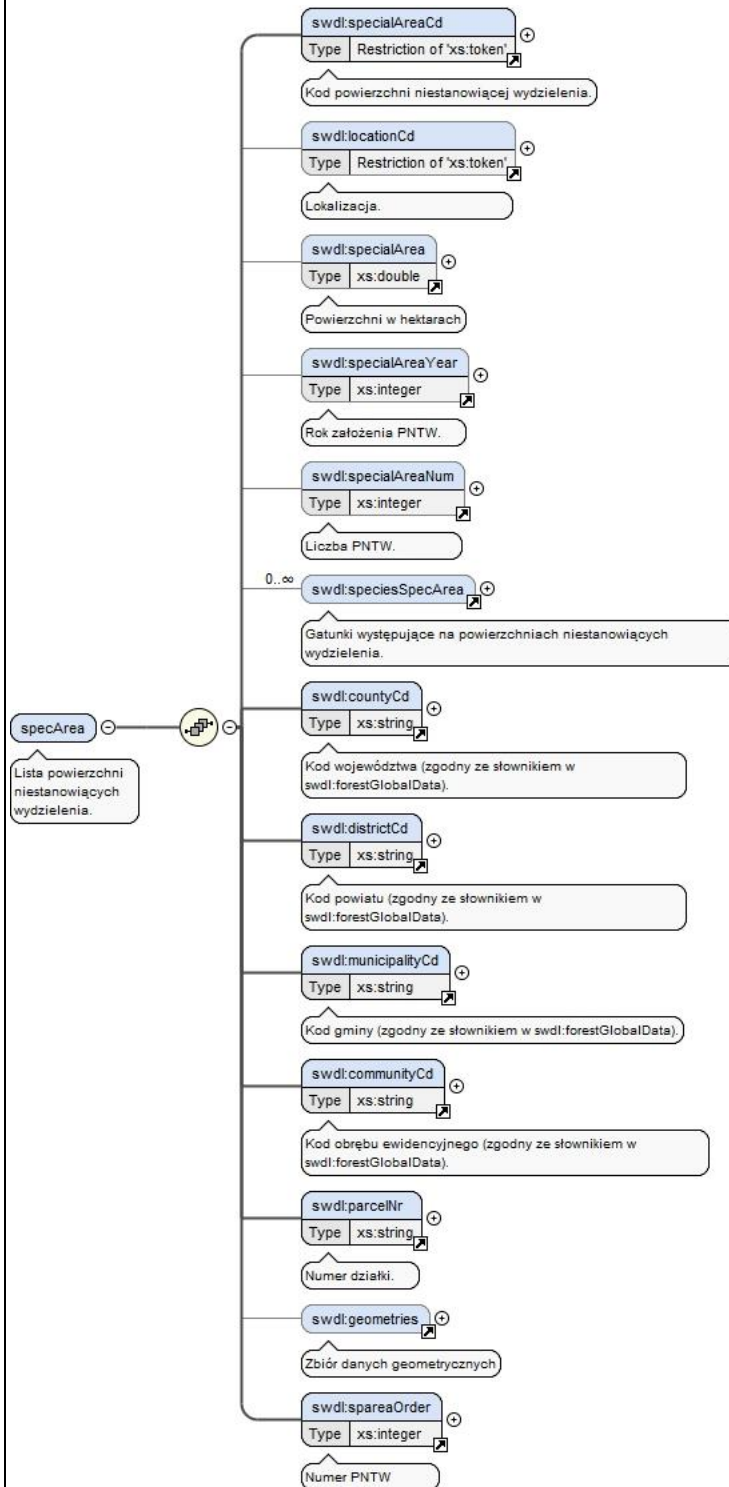 swdl:specialAreaCd
Type Restriction of 'xs:token'
Kod powierzchni niestanowiącej wydzielenia.
swdl:locationCd
Type Restriction of 'xs:token'
Lokalizacja.
swdl:specialArea
Type xs:double
Powierzchni w hektarach
swdl:specialAreaYear
Type xs:integer
Rok założenia PNTW.
swdl:specialAreaNum
Type xs:integer
Liczba PNTW.
0..∞
swdl:speciesSpecArea
Gatunki występujące na powierzchniach niestanowiących
wydzielenia.
swdl:countyCd
Type xs:string
Kod województwa (zgodny ze słownikiem w
swdl:forestGlobalData).
specArea
Lista powierzchni
niestanowiących
wydzielenia.
swdl:districtCd
Type xs:string
Kod powiatu (zgodny ze słownikiem w
swdl:forestGlobalData).
swdl:municipalityCd
Type xs:string
Kod gminy (zgodny ze słownikiem w swdl:forestGlobalData).
swdl:communityCd
Type xs:string
Kod obrębu ewidencyjnego (zgodny ze słownikiem w
swdl:forestGlobalData).
swdl:parcelNr
Type xs:string
Numer działki.
swdl:geometries
Zbiór danych geometrycznych
swdl:spareaOrder
Type xs:integer
Numer PNTW